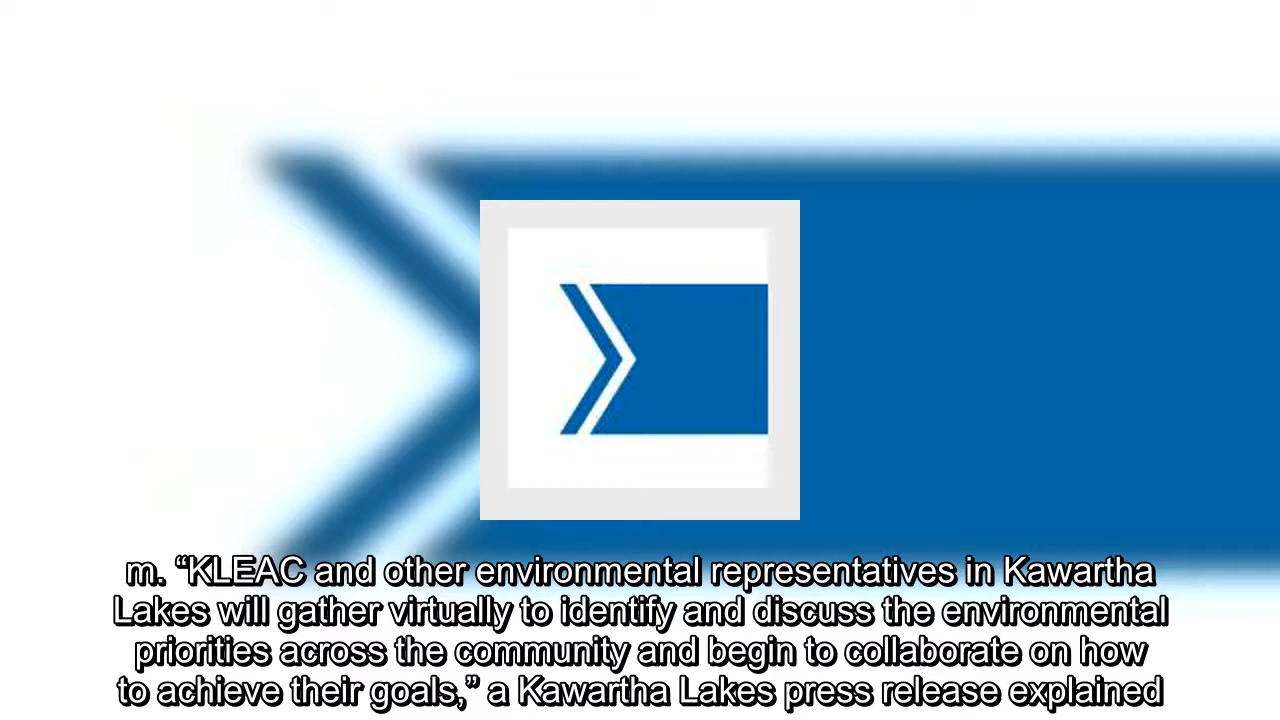 m. “KLEAC and other environmental representatives in Kawartha
Lakes will gather virtually to identify and discuss the environmental
priorities across the community and begin to collaborate on how
to achieve their goals,” a Kawartha Lakes press release explained